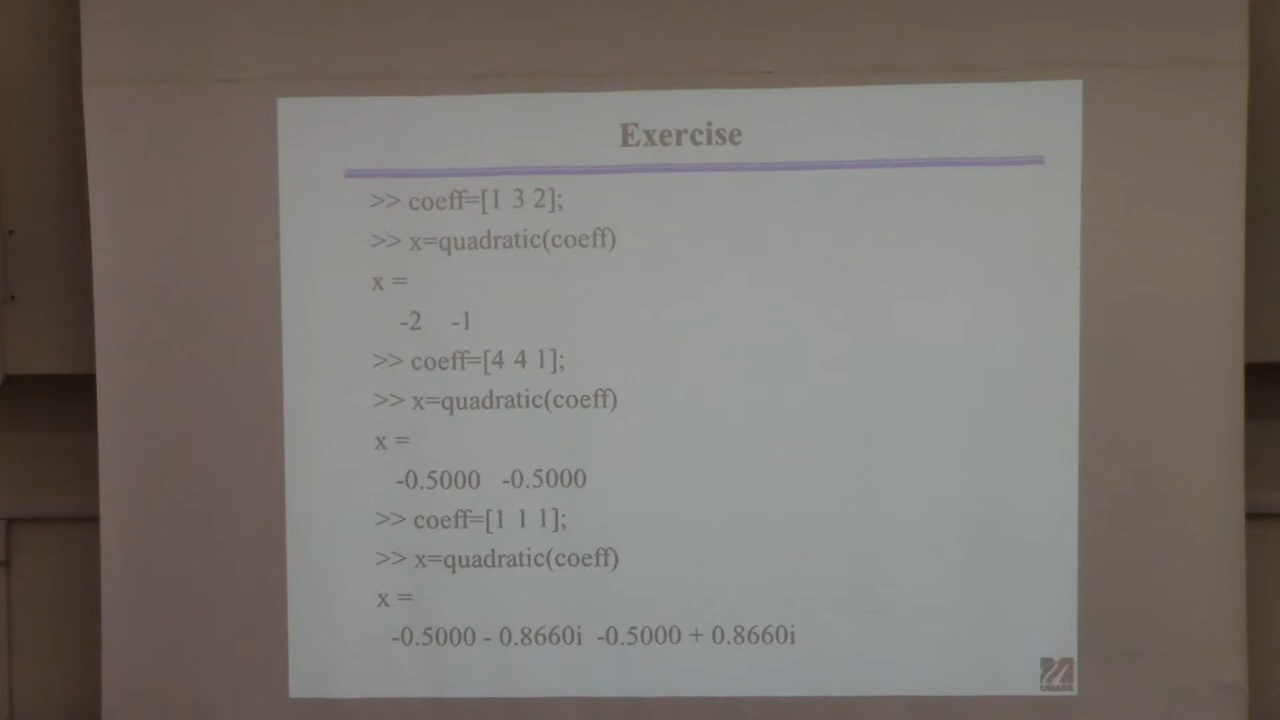 Exercise
>> coeff=[1 3 2];
>> x=quadratic(coeff)
x =
-2 -1
>> coeff=[4 4 1];
>> x=quadratic(coeff)
x =
-0.5000 -0.5000
>> coeff=[1 1 1];
>> x=quadratic(coeff)
x =
-0.5000 - 0.8660i -0.5000 + 0.8660i
UMASS